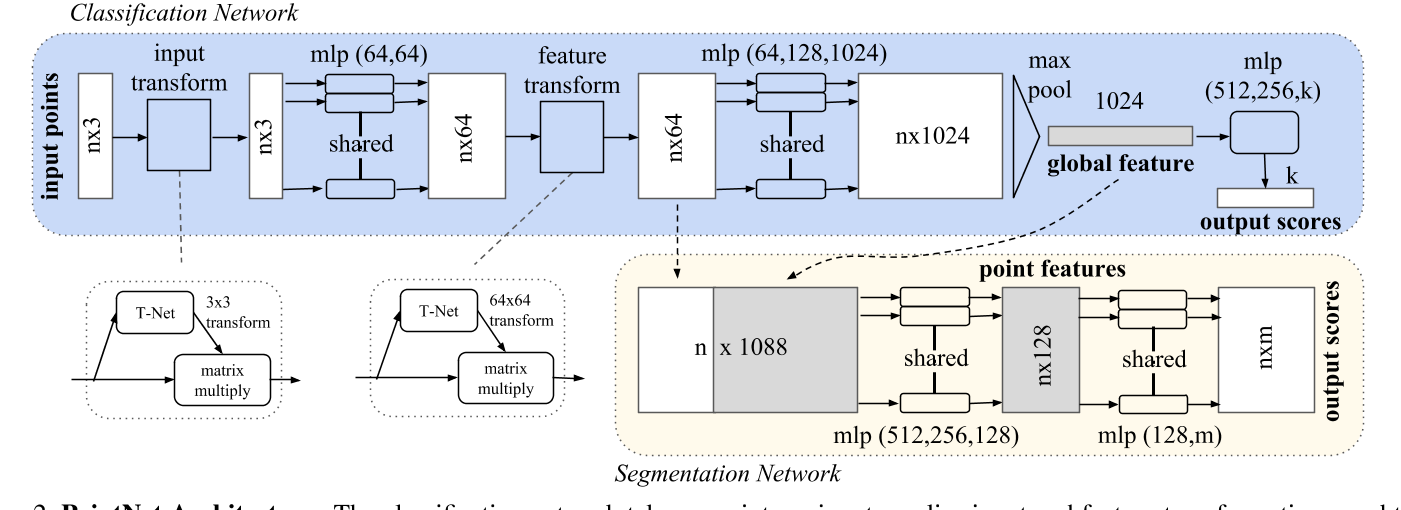 Classification Network
input points
nx3
input
transform
nx3
mlp (64,64)
shared
nx64
feature
transform
nx64
mlp (64,128,1024)
shared
nx1024
max
pool
1024
global feature
mlp
(512,256,k)
k
output scores
T-Net
3x3
transform
matrix
multiply
T-Net
64x64
transform
matrix
multiply
point features
n x 1088
shared
mlp (512,256,128)
nx128
shared
mlp (128,m)
nxm
output scores
Segmentation Network